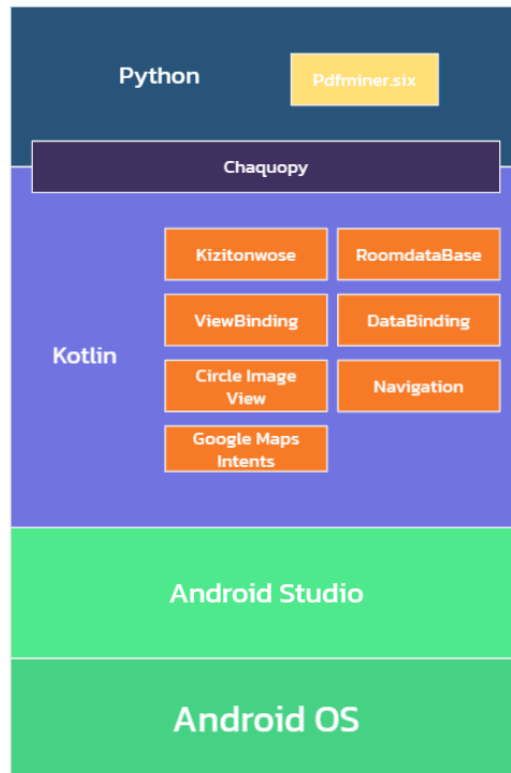 Python
Pdfminer.six
Chaquopy
Kizitonwose
RoomdataBase
ViewBinding
DataBinding
Kotlin
Circle Image
View
Navigation
Google Maps
Intents
Android Studio
Android OS